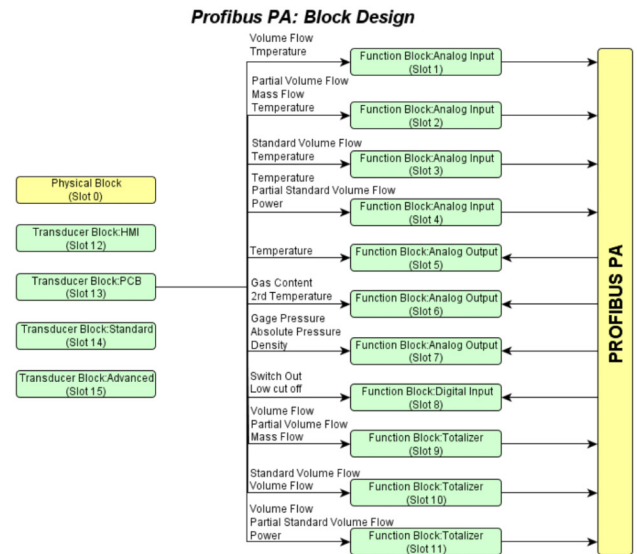 Profibus PA: Block Design
Volume Flow
Tmperature
Function Block:Analog Input
(Slot 1)
Partial Volume Flow
Mass Flow
Temperature
Function Block:Analog Input
(Slot 2)
Standard Volume Flow
Temperature
Function Block:Analog Input
(Slot 3)
Temperature
Partial Standard Volume Flow
Power
Function Block:Analog Input
(Slot 4)
Physical Block
(Slot 0)
Transducer Block:HMI
(Slot 12)
Transducer Block:PCB
(Slot 13)
Transducer Block:Standard
(Slot 14)
Transducer Block:Advanced
(Slot 15)
Temperature
Function Block:Analog Output
(Slot 5)
Gas Content
2rd Temperature
Function Block:Analog Output
(Slot 6)
Gage Pressure
Absolute Pressure
Density
Function Block:Analog Output
(Slot 7)
Switch Out
Low cut off
Function Block:Digital Input
(Slot 8)
Volume Flow
Partial Volume Flow
Mass Flow
Function Block:Totalizer
(Slot 9)
Standard Volume Flow
Volume Flow
Function Block:Totalizer
(Slot 10)
Volume Flow
Partial Standard Volume Flow
Power
Function Block:Totalizer
(Slot 11)
PROFIBUS PA